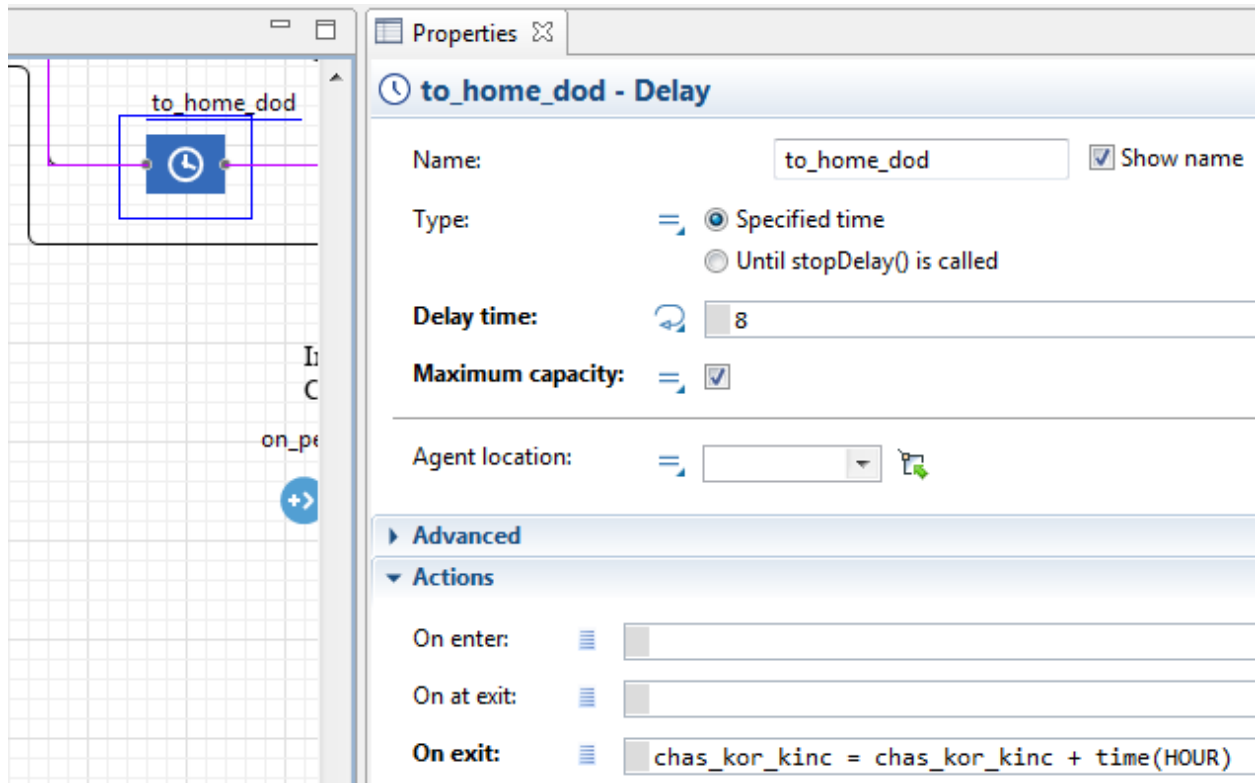 to_home_dod
on_pe
Properties
to_home_dod - Delay
Name:
to_home_dod
Show name
Type:
Specified time
Until stopDelay() is called
Delay time:
8
Maximum capacity:
Agent location:
Advanced
Actions
On enter:
On at exit:
On exit:
chas_kor_kinc = chas_kor_kinc + time(HOUR)